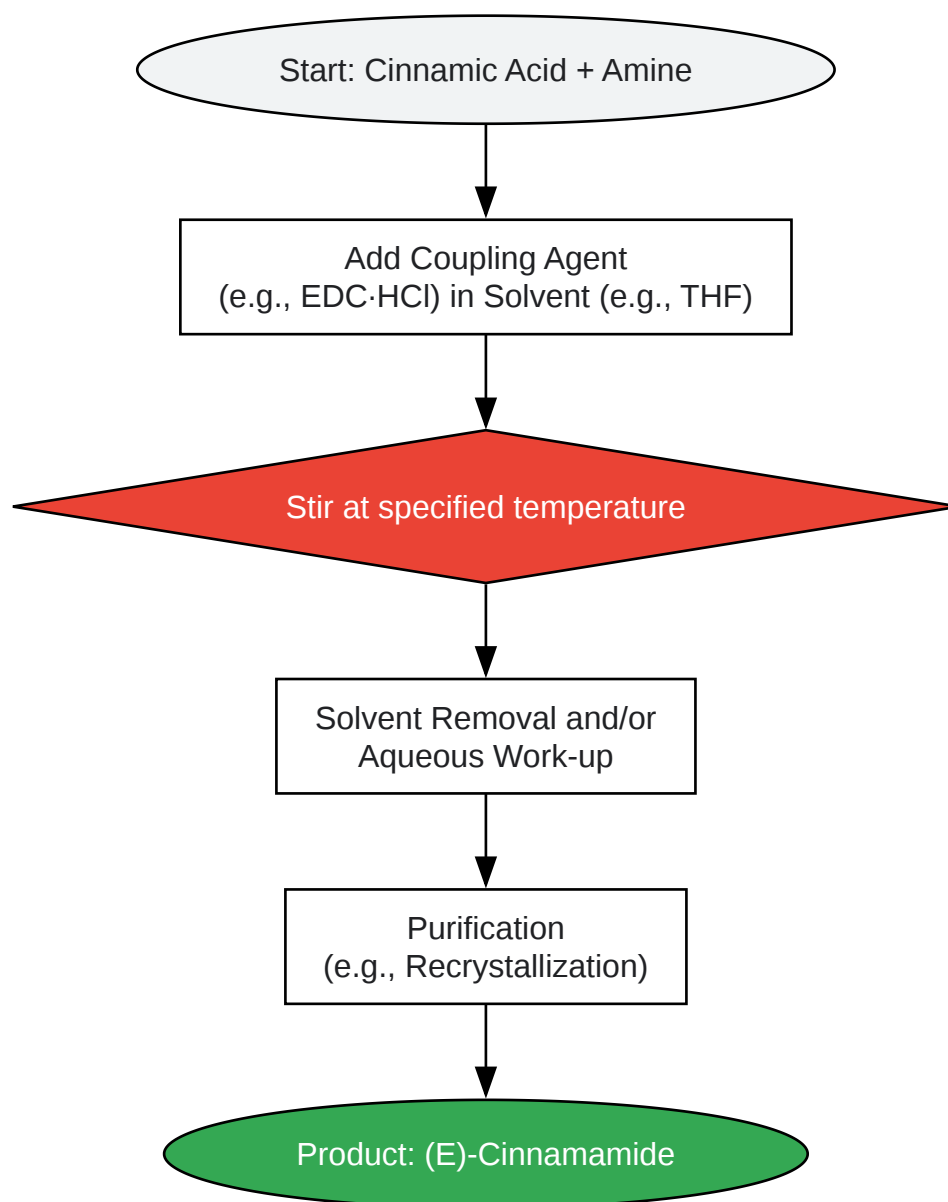 Start: Cinnamic Acid + Amine
Add Coupling Agent
(e.g., EDC·HCl) in Solvent (e.g., THF)
Stir at specified temperature
Solvent Removal and/or
Aqueous Work-up
Purification
(e.g., Recrystallization)
Product: (E)-Cinnamamide